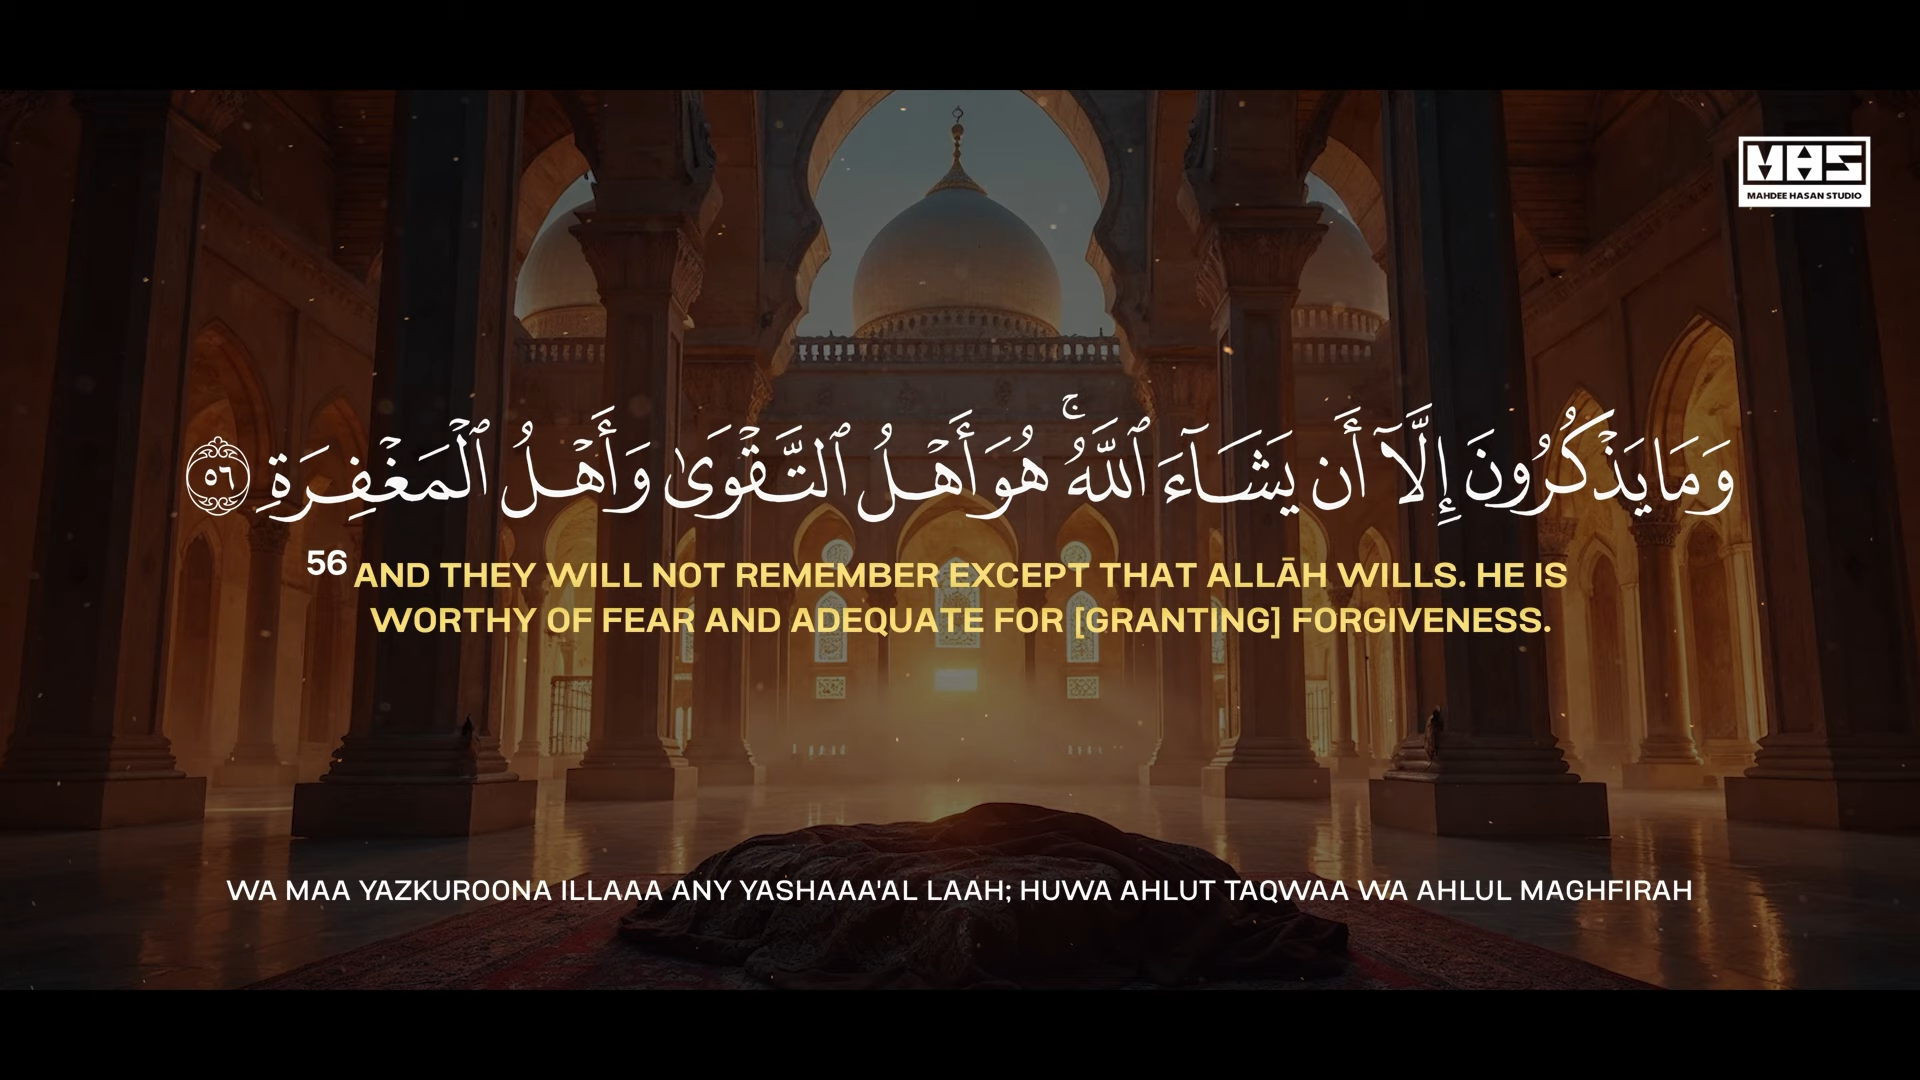 MHS
MAHDEE HASAN STUDIO
وَمَا يَذْكُرُونَ إِلَّآ أَن يَشَآءَ ٱللَّهُ ۚ هُوَ أَهْلُ ٱلتَّقْوَىٰ وَأَهْلُ ٱلْمَغْفِرَةِ ٥٦
56 AND THEY WILL NOT REMEMBER EXCEPT THAT ALLĀH WILLS. HE IS
WORTHY OF FEAR AND ADEQUATE FOR [GRANTING] FORGIVENESS.
WA MAA YAZKUROONA ILLAAA ANY YASHAAA'AL LAAH; HUWA AHLUT TAQWAA WA AHLUL MAGHFIRAH